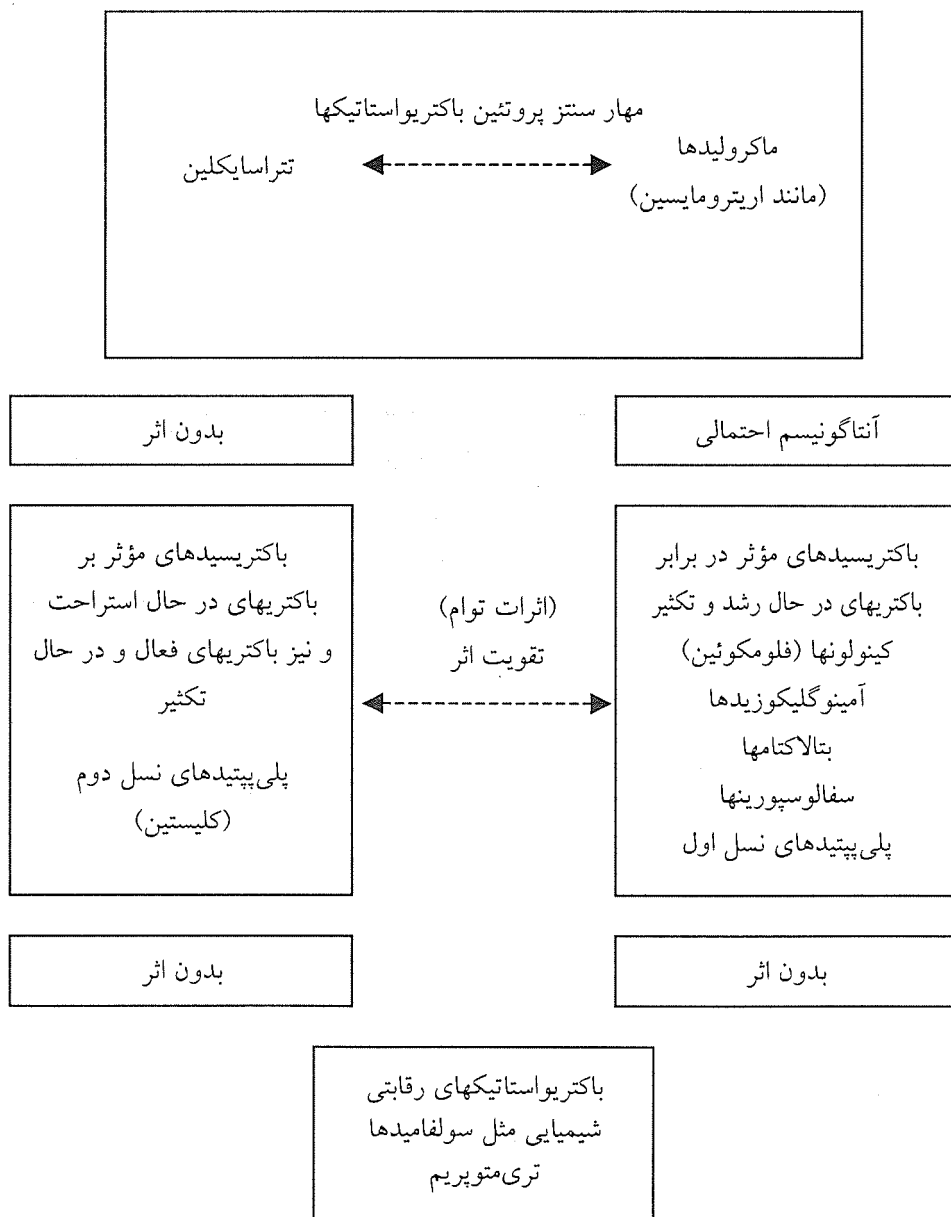 مهار سنتز پروتئین باکتریواستاتیکها
ماکرولیدها
(مانند اریترومایسین)
تتراسایکلین
آنتاگونیسم احتمالی
بدون اثر
باکتریسیدهای مؤثر در برابر
باکتریهای در حال رشد و تکثیر
کینولونها (فلومکوئین)
آمینوگلیکوزیدها
بتالاکتامها
سفالوسپورینها
پلی‌پپتیدهای نسل اول
(اثرات توام)
تقویت اثر
باکتریسیدهای مؤثر بر
باکتریهای در حال استراحت
و نیز باکتریهای فعال و در حال
تکثیر
پلی‌پپتیدهای نسل دوم
(کلیستین)
بدون اثر
بدون اثر
باکتریواستاتیکهای رقابتی
شیمیایی مثل سولفامیدها
تری‌متوپریم